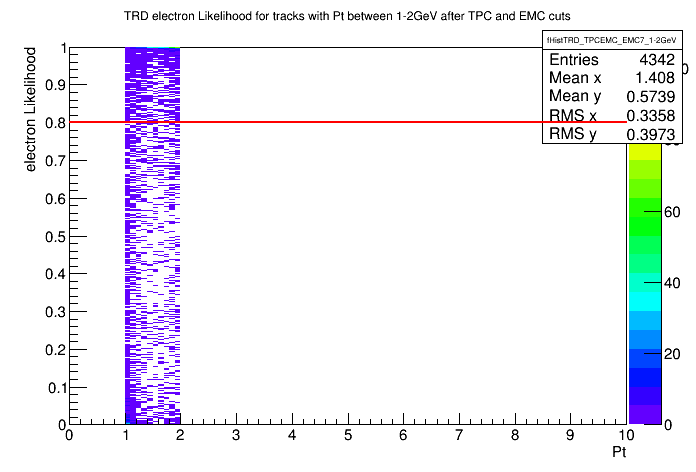 TRD electron Likelihood for tracks with Pt between 1-2GeV after TPC and EMC cuts
fHistTRD_TPCEMC_EMC7_1-2GeV
Entries 4342
Mean x 1.408
Mean y 0.5739
RMS x 0.3358
RMS y 0.3973
electron Likelihood
1
0.9
0.8
0.7
0.6
0.5
0.4
0.3
0.2
0.1
0
0 1 2 3 4 5 6 7 8 9 10
Pt
60
40
20
0